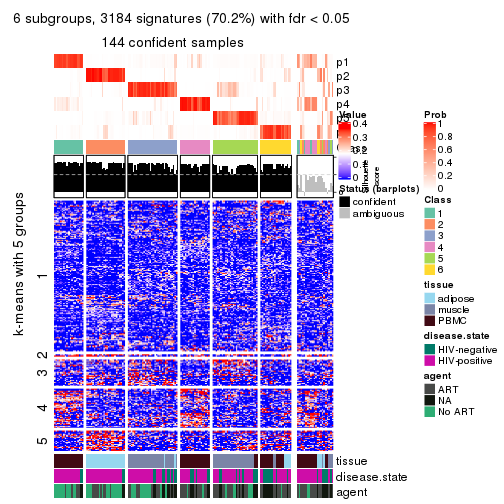 6 subgroups, 3184 signatures (70.2%) with fdr < 0.05
144 confident samples
p1
p2
p3
p4
k-means with 5 groups
1
2
3
4
5
tissue
disease.state
agent
Value
0.4
0.3
0.2
0.1
0
Status (barplots)
confident
ambiguous
score
Prob
1
0.8
0.6
0.4
0.2
0
Class
1
2
3
4
5
6
tissue
adipose
muscle
PBMC
disease.state
HIV-negative
HIV-positive
agent
ART
NA
No ART